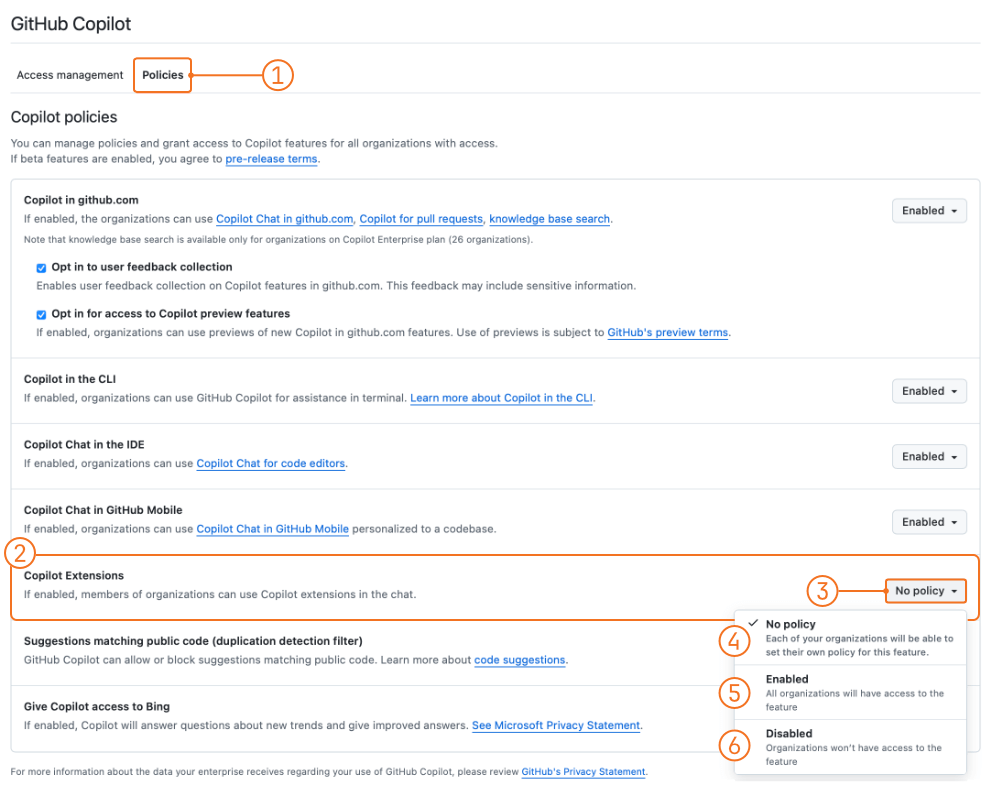 GitHub Copilot
Access management
Policies
1
Copilot policies
You can manage policies and grant access to Copilot features for all organizations with access.
If beta features are enabled, you agree to pre-release terms.
Copilot in github.com
If enabled, the organizations can use Copilot Chat in github.com, Copilot for pull requests, knowledge base search.
Enabled
Note that knowledge base search is available only for organizations on Copilot Enterprise plan (26 organizations).
Opt in to user feedback collection
Enables user feedback collection on Copilot features in github.com. This feedback may include sensitive information.
Opt in for access to Copilot preview features
If enabled, organizations can use previews of new Copilot in github.com features. Use of previews is subject to GitHub's preview terms.
Copilot in the CLI
If enabled, organizations can use GitHub Copilot for assistance in terminal. Learn more about Copilot in the CLI.
Enabled
Copilot Chat in the IDE
If enabled, organizations can use Copilot Chat for code editors.
Enabled
Copilot Chat in GitHub Mobile
If enabled, organizations can use Copilot Chat in GitHub Mobile personalized to a codebase.
Enabled
2
Copilot Extensions
If enabled, members of organizations can use Copilot extensions in the chat.
3
No policy
4
No policy
Each of your organizations will be able to
set their own policy for this feature.
5
Enabled
All organizations will have access to the
feature
6
Disabled
Organizations won't have access to the
feature
Suggestions matching public code (duplication detection filter)
GitHub Copilot can allow or block suggestions matching public code. Learn more about code suggestions.
Give Copilot access to Bing
If enabled, Copilot will answer questions about new trends and give improved answers. See Microsoft Privacy Statement.
For more information about the data your enterprise receives regarding your use of GitHub Copilot, please review GitHub's Privacy Statement.